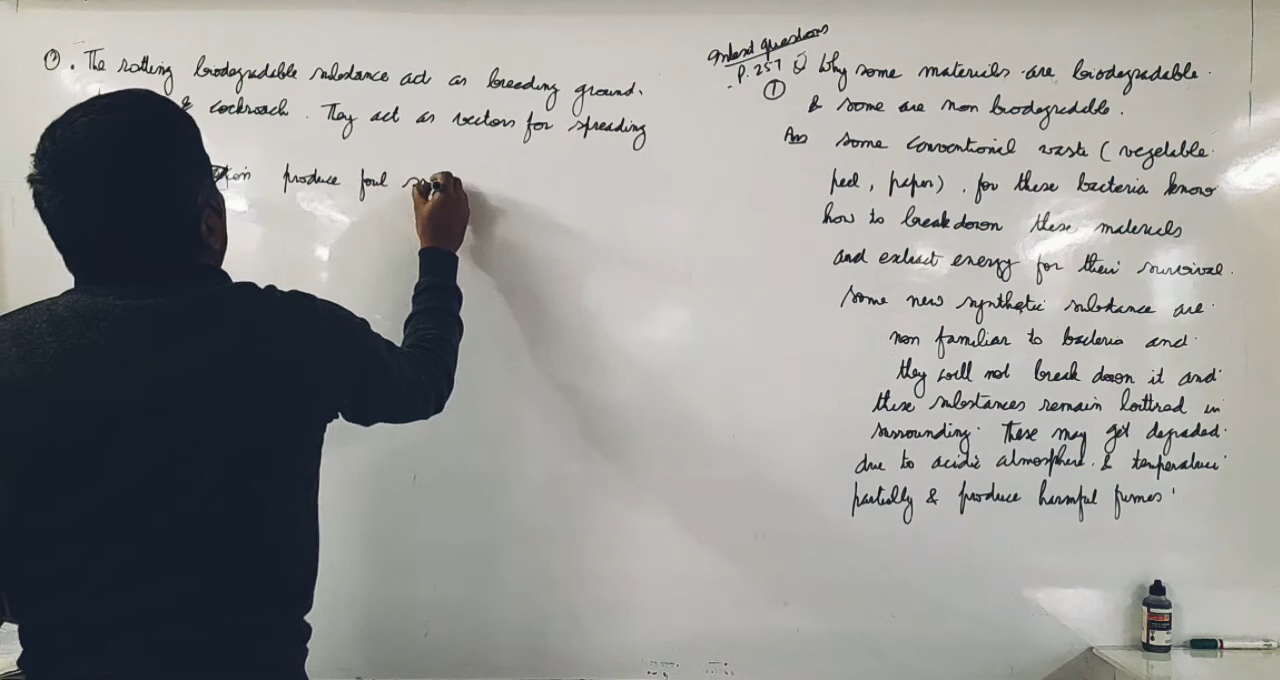 ①. The rotting biodegradable substance act as breeding ground.
& cockroach. They act as vectors for spreading
produce foul
Intext questions
P. 257 Q Why some materials are biodegradable.
① & some are non biodegradable.
Ans some conventional waste (vegetable
peel, paper). for these bacteria know
how to break down these materials
and extract energy for their survival.
some new synthetic substance are
non familiar to bacteria and
they will not break down it and
these substances remain littred in
surrounding. These may get degraded
due to acidic atmosphere. & temperature
partially & produce harmful fumes